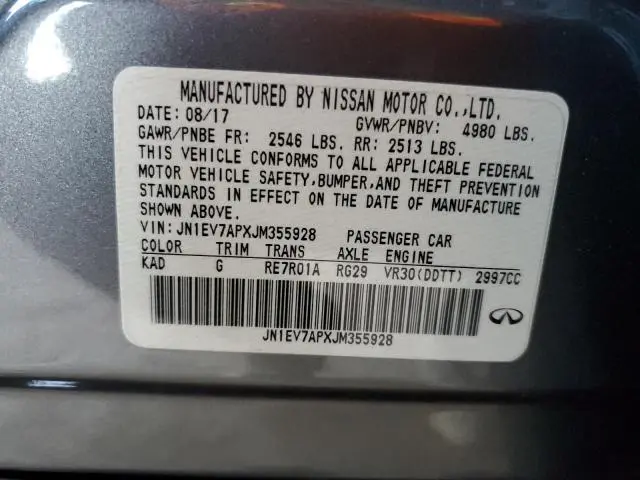 MANUFACTURED BY NISSAN MOTOR CO.,LTD.
DATE: 08/17 GVWR/PNBV: 4980 LBS.
GAWR/PNBE FR: 2546 LBS. RR: 2513 LBS.
THIS VEHICLE CONFORMS TO ALL APPLICABLE FEDERAL
MOTOR VEHICLE SAFETY,BUMPER,AND THEFT PREVENTION
STANDARDS IN EFFECT ON THE DATE OF MANUFACTURE
SHOWN ABOVE.
VIN: JN1EV7APXJM355928 PASSENGER CAR
COLOR TRIM TRANS AXLE ENGINE
KAD G RE7R01A RG29 VR30(DDTT) 2997CC
JN1EV7APXJM355928